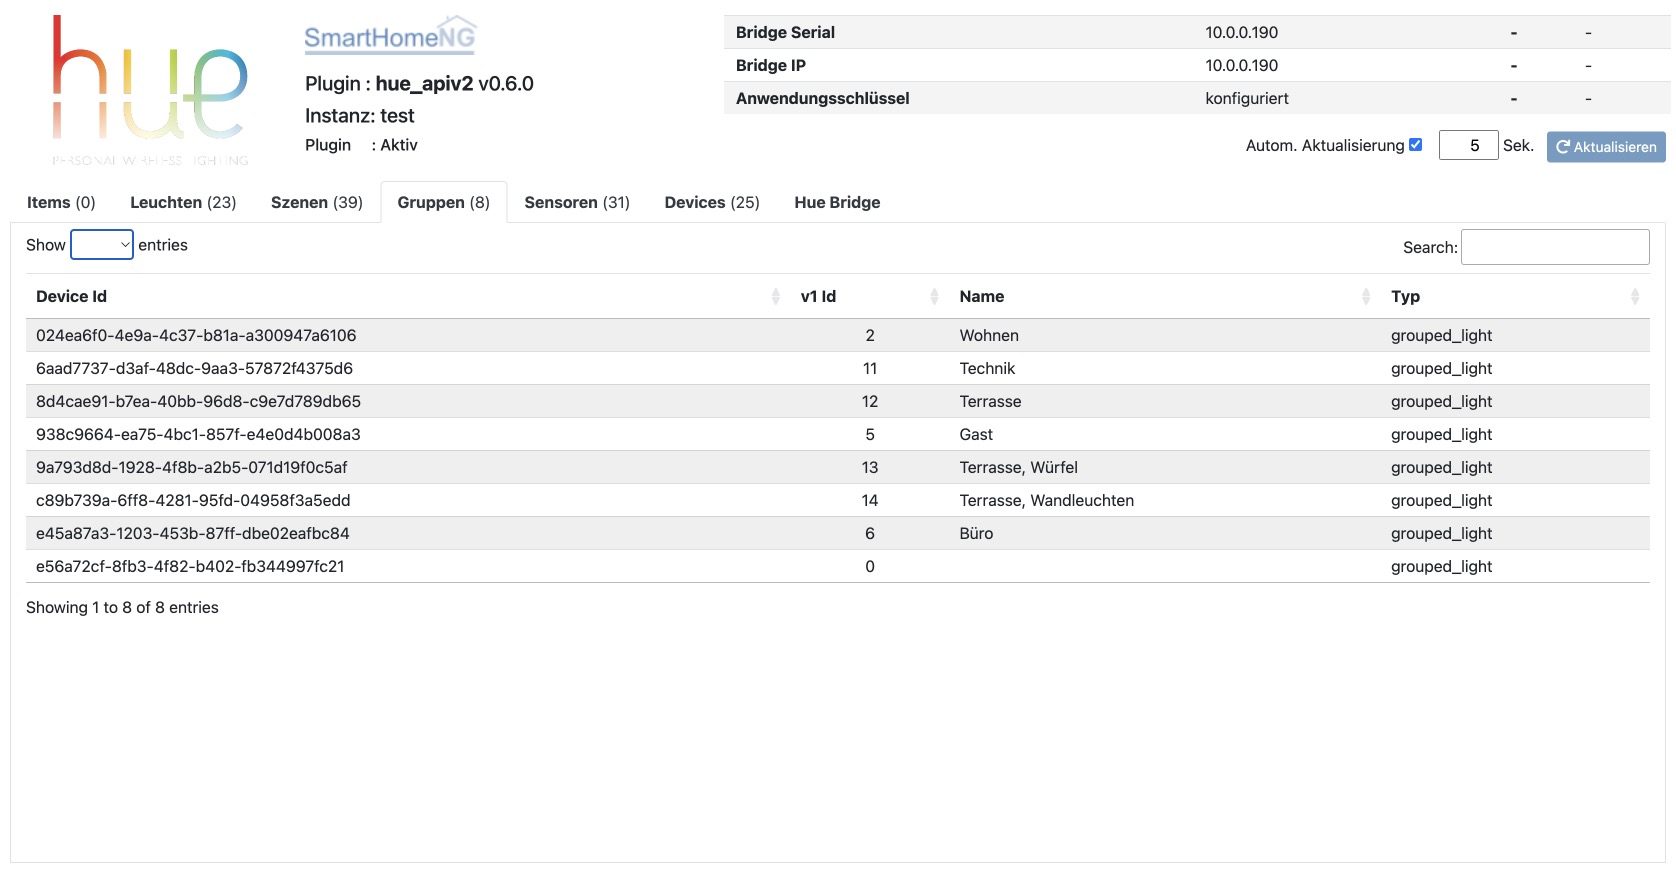 hue
PERSONAL WIRELESS LIGHTING
SmartHomeNG
Plugin : hue_apiv2 v0.6.0
Instanz: test
Plugin : Aktiv
Bridge Serial 10.0.0.190 - -
Bridge IP 10.0.0.190 - -
Anwendungsschlüssel konfiguriert - -
Autom. Aktualisierung 5 Sek. Aktualisieren
Items (0) Leuchten (23) Szenen (39) Gruppen (8) Sensoren (31) Devices (25) Hue Bridge
Show entries Search:
Device Id v1 Id Name Typ
024ea6f0-4e9a-4c37-b81a-a300947a6106 2 Wohnen grouped_light
6aad7737-d3af-48dc-9aa3-57872f4375d6 11 Technik grouped_light
8d4cae91-b7ea-40bb-96d8-c9e7d789db65 12 Terrasse grouped_light
938c9664-ea75-4bc1-857f-e4e0d4b008a3 5 Gast grouped_light
9a793d8d-1928-4f8b-a2b5-071d19f0c5af 13 Terrasse, Würfel grouped_light
c89b739a-6ff8-4281-95fd-04958f3a5edd 14 Terrasse, Wandleuchten grouped_light
e45a87a3-1203-453b-87ff-dbe02eafbc84 6 Büro grouped_light
e56a72cf-8fb3-4f82-b402-fb344997fc21 0 grouped_light
Showing 1 to 8 of 8 entries